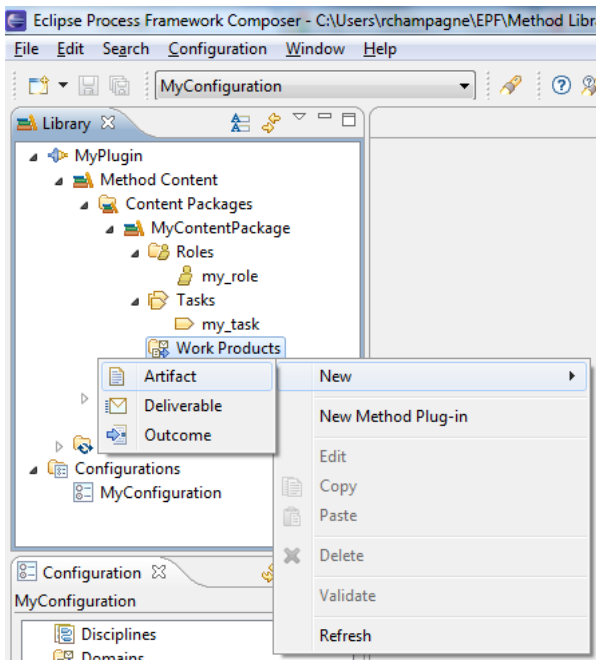 Eclipse Process Framework Composer - C:\Users\rchampagne\EPF\Method Libr
File Edit Search Configuration Window Help
MyConfiguration
Library
MyPlugin
Method Content
Content Packages
MyContentPackage
Roles
my_role
Tasks
my_task
Work Products
Artifact
Deliverable
Outcome
New
New Method Plug-in
Edit
Copy
Paste
Delete
Validate
Refresh
Configurations
MyConfiguration
Configuration
MyConfiguration
Disciplines
Domains